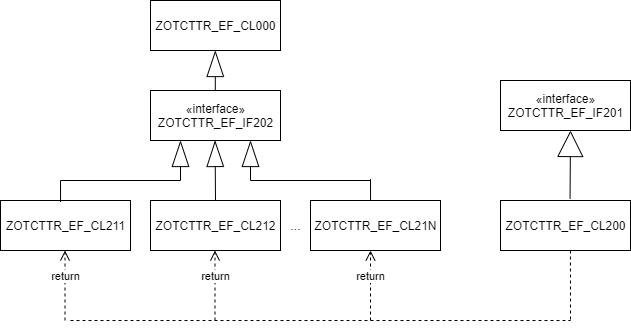 ZOTCTTR_EF_CL000
«interface»
ZOTCTTR_EF_IF202
«interface»
ZOTCTTR_EF_IF201
ZOTCTTR_EF_CL211
ZOTCTTR_EF_CL212
...
ZOTCTTR_EF_CL21N
ZOTCTTR_EF_CL200
return
return
return